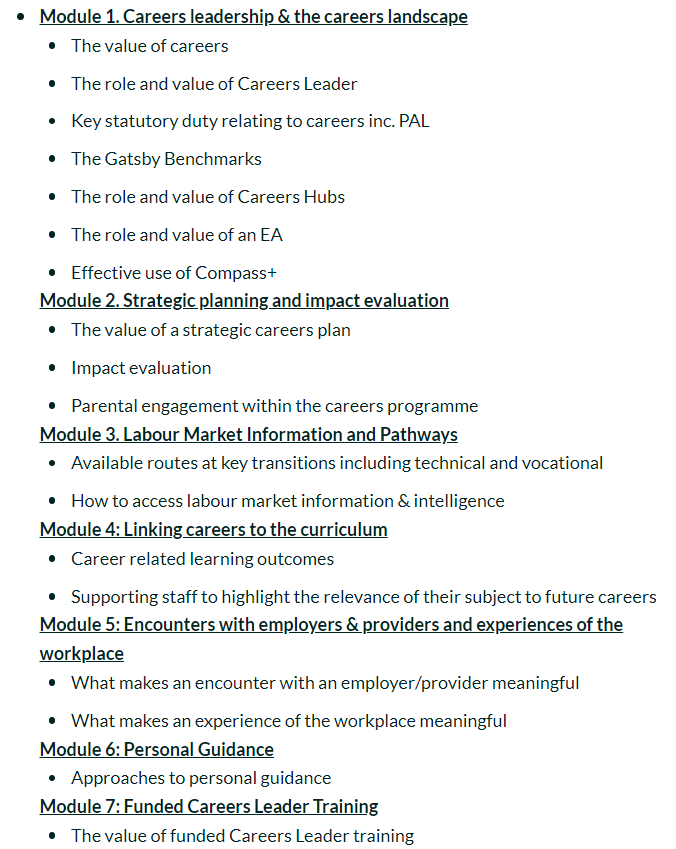 Module 1. Careers leadership & the careers landscape
The value of careers
The role and value of Careers Leader
Key statutory duty relating to careers inc. PAL
The Gatsby Benchmarks
The role and value of Careers Hubs
The role and value of an EA
Effective use of Compass+
Module 2. Strategic planning and impact evaluation
The value of a strategic careers plan
Impact evaluation
Parental engagement within the careers programme
Module 3. Labour Market Information and Pathways
Available routes at key transitions including technical and vocational
How to access labour market information & intelligence
Module 4: Linking careers to the curriculum
Career related learning outcomes
Supporting staff to highlight the relevance of their subject to future careers
Module 5: Encounters with employers & providers and experiences of the
workplace
What makes an encounter with an employer/provider meaningful
What makes an experience of the workplace meaningful
Module 6: Personal Guidance
Approaches to personal guidance
Module 7: Funded Careers Leader Training
The value of funded Careers Leader training